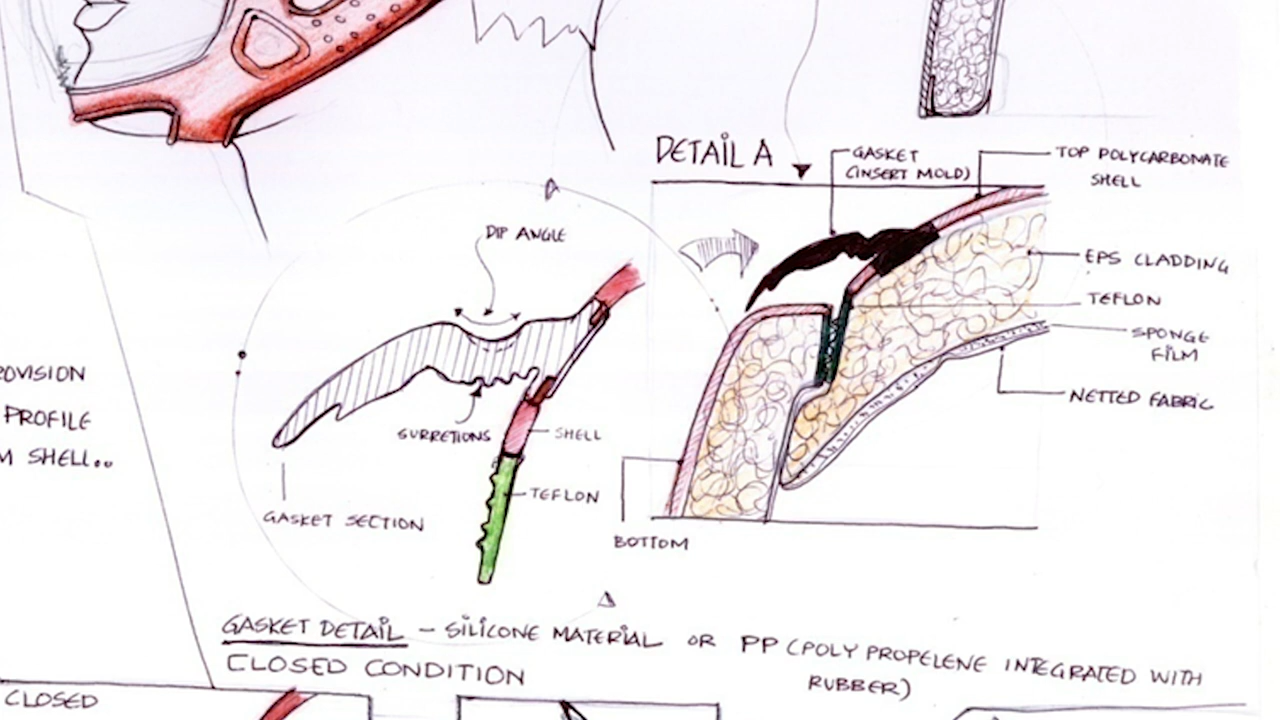 DETAIL A
GASKET
(INSERT MOLD)
TOP POLYCARBONATE
SHELL
EPS CLADDING
TEFLON
SPONGE
FILM
NETTED FABRIC
BOTTOM
DIP ANGLE
SURRETIONS
SHELL
TEFLON
GASKET SECTION
ROVISION
PROFILE
M SHELL..
GASKET DETAIL - SILICONE MATERIAL OR PP (POLY PROPELENE INTEGRATED WITH
RUBBER)
CLOSED CONDITION
CLOSED